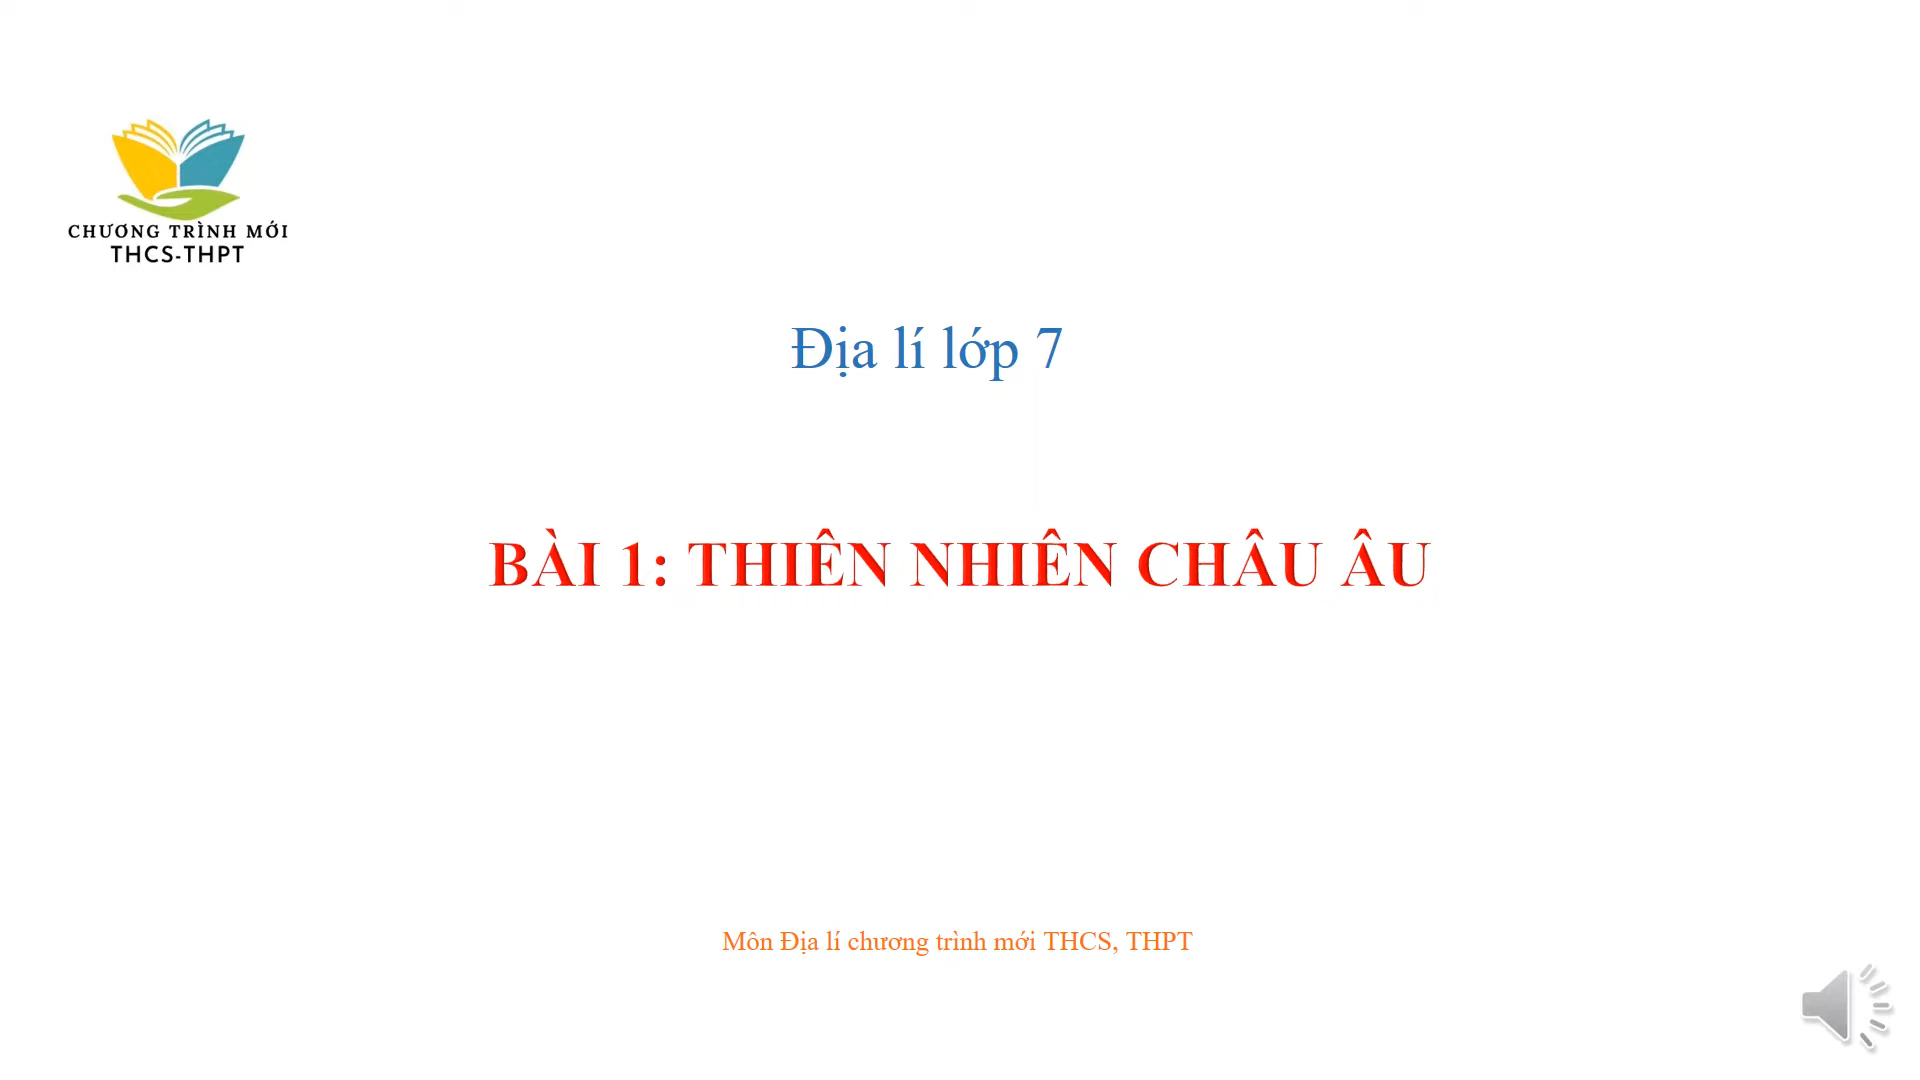 CHƯƠNG TRÌNH MỚI
THCS-THPT
Địa lí lớp 7
BÀI 1: THIÊN NHIÊN CHÂU ÂU
Môn Địa lí chương trình mới THCS, THPT